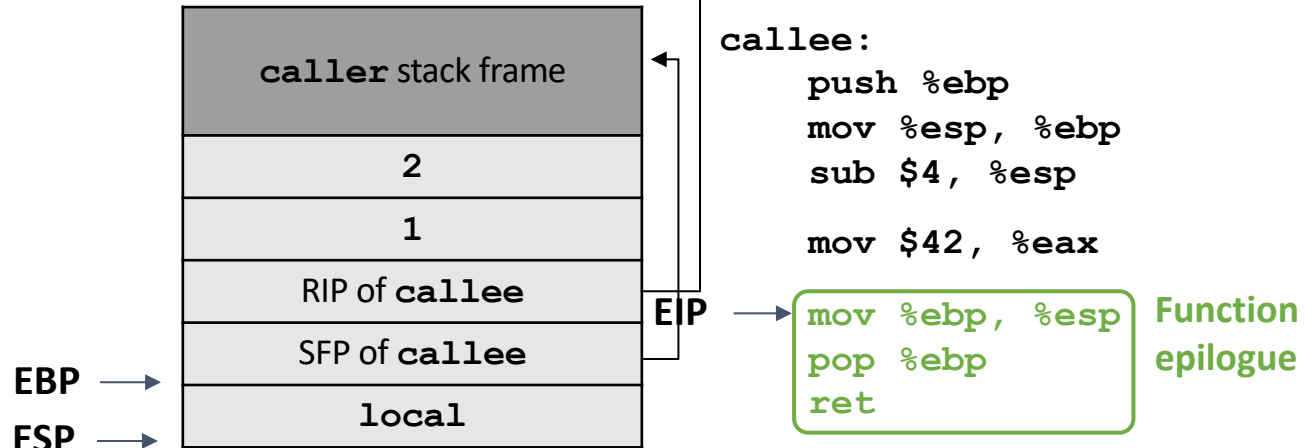 caller stack frame
2
1
RIP of callee
SFP of callee
local
EBP
ESP
callee:
push %ebp
mov %esp, %ebp
sub $4, %esp
mov $42, %eax
EIP
mov %ebp, %esp
pop %ebp
ret
Function
epilogue